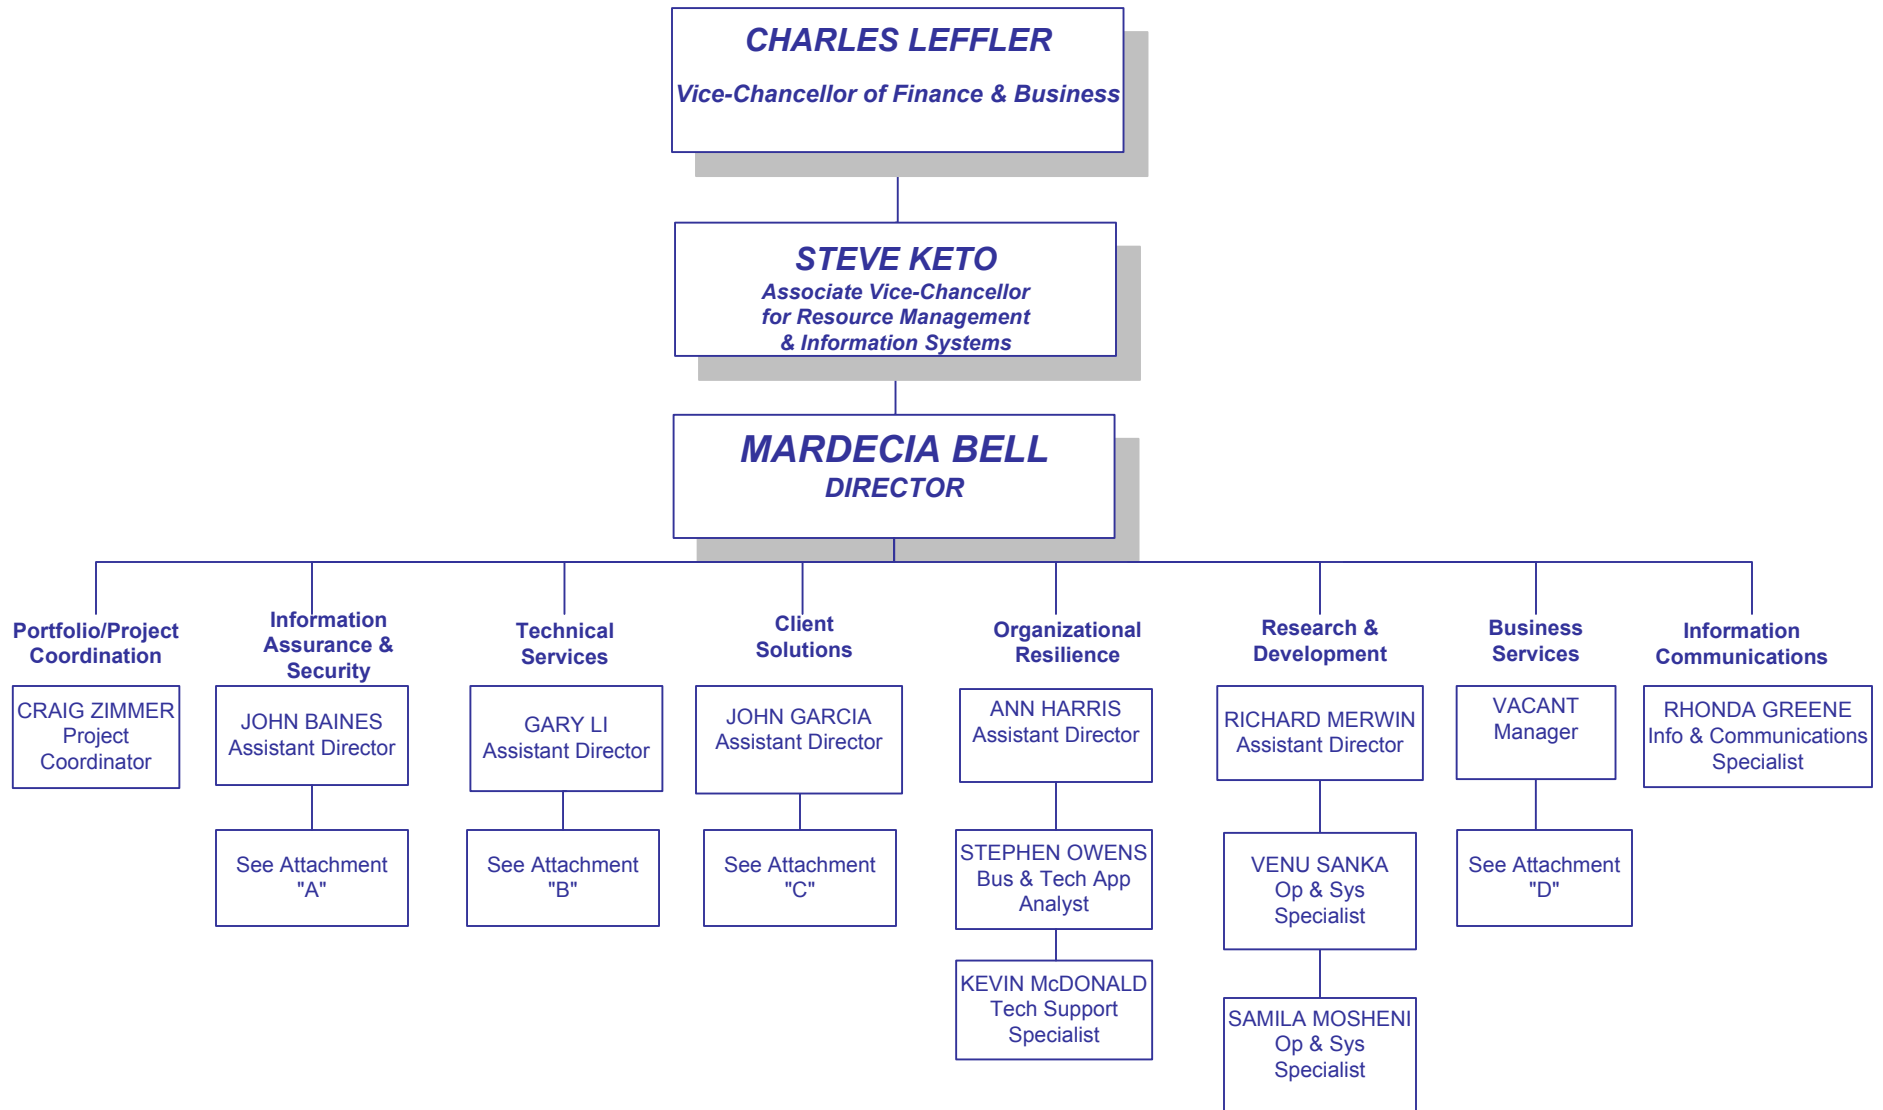 CHARLES LEFFLER
Vice-Chancellor of Finance & Business
STEVE KETO
Associate Vice-Chancellor
for Resource Management
& Information Systems
MARDECIA BELL
DIRECTOR
Portfolio/Project
Coordination
CRAIG ZIMMER
Project
Coordinator
Information
Assurance &
Security
JOHN BAINES
Assistant Director
See Attachment
"A"
Technical
Services
GARY LI
Assistant Director
See Attachment
"B"
Client
Solutions
JOHN GARCIA
Assistant Director
See Attachment
"C"
Organizational
Resilience
ANN HARRIS
Assistant Director
STEPHEN OWENS
Bus & Tech App
Analyst
KEVIN McDONALD
Tech Support
Specialist
Research &
Development
RICHARD MERWIN
Assistant Director
VENU SANKA
Op & Sys
Specialist
SAMILA MOSHENI
Op & Sys
Specialist
Business
Services
VACANT
Manager
See Attachment
"D"
Information
Communications
RHONDA GREENE
Info & Communications
Specialist